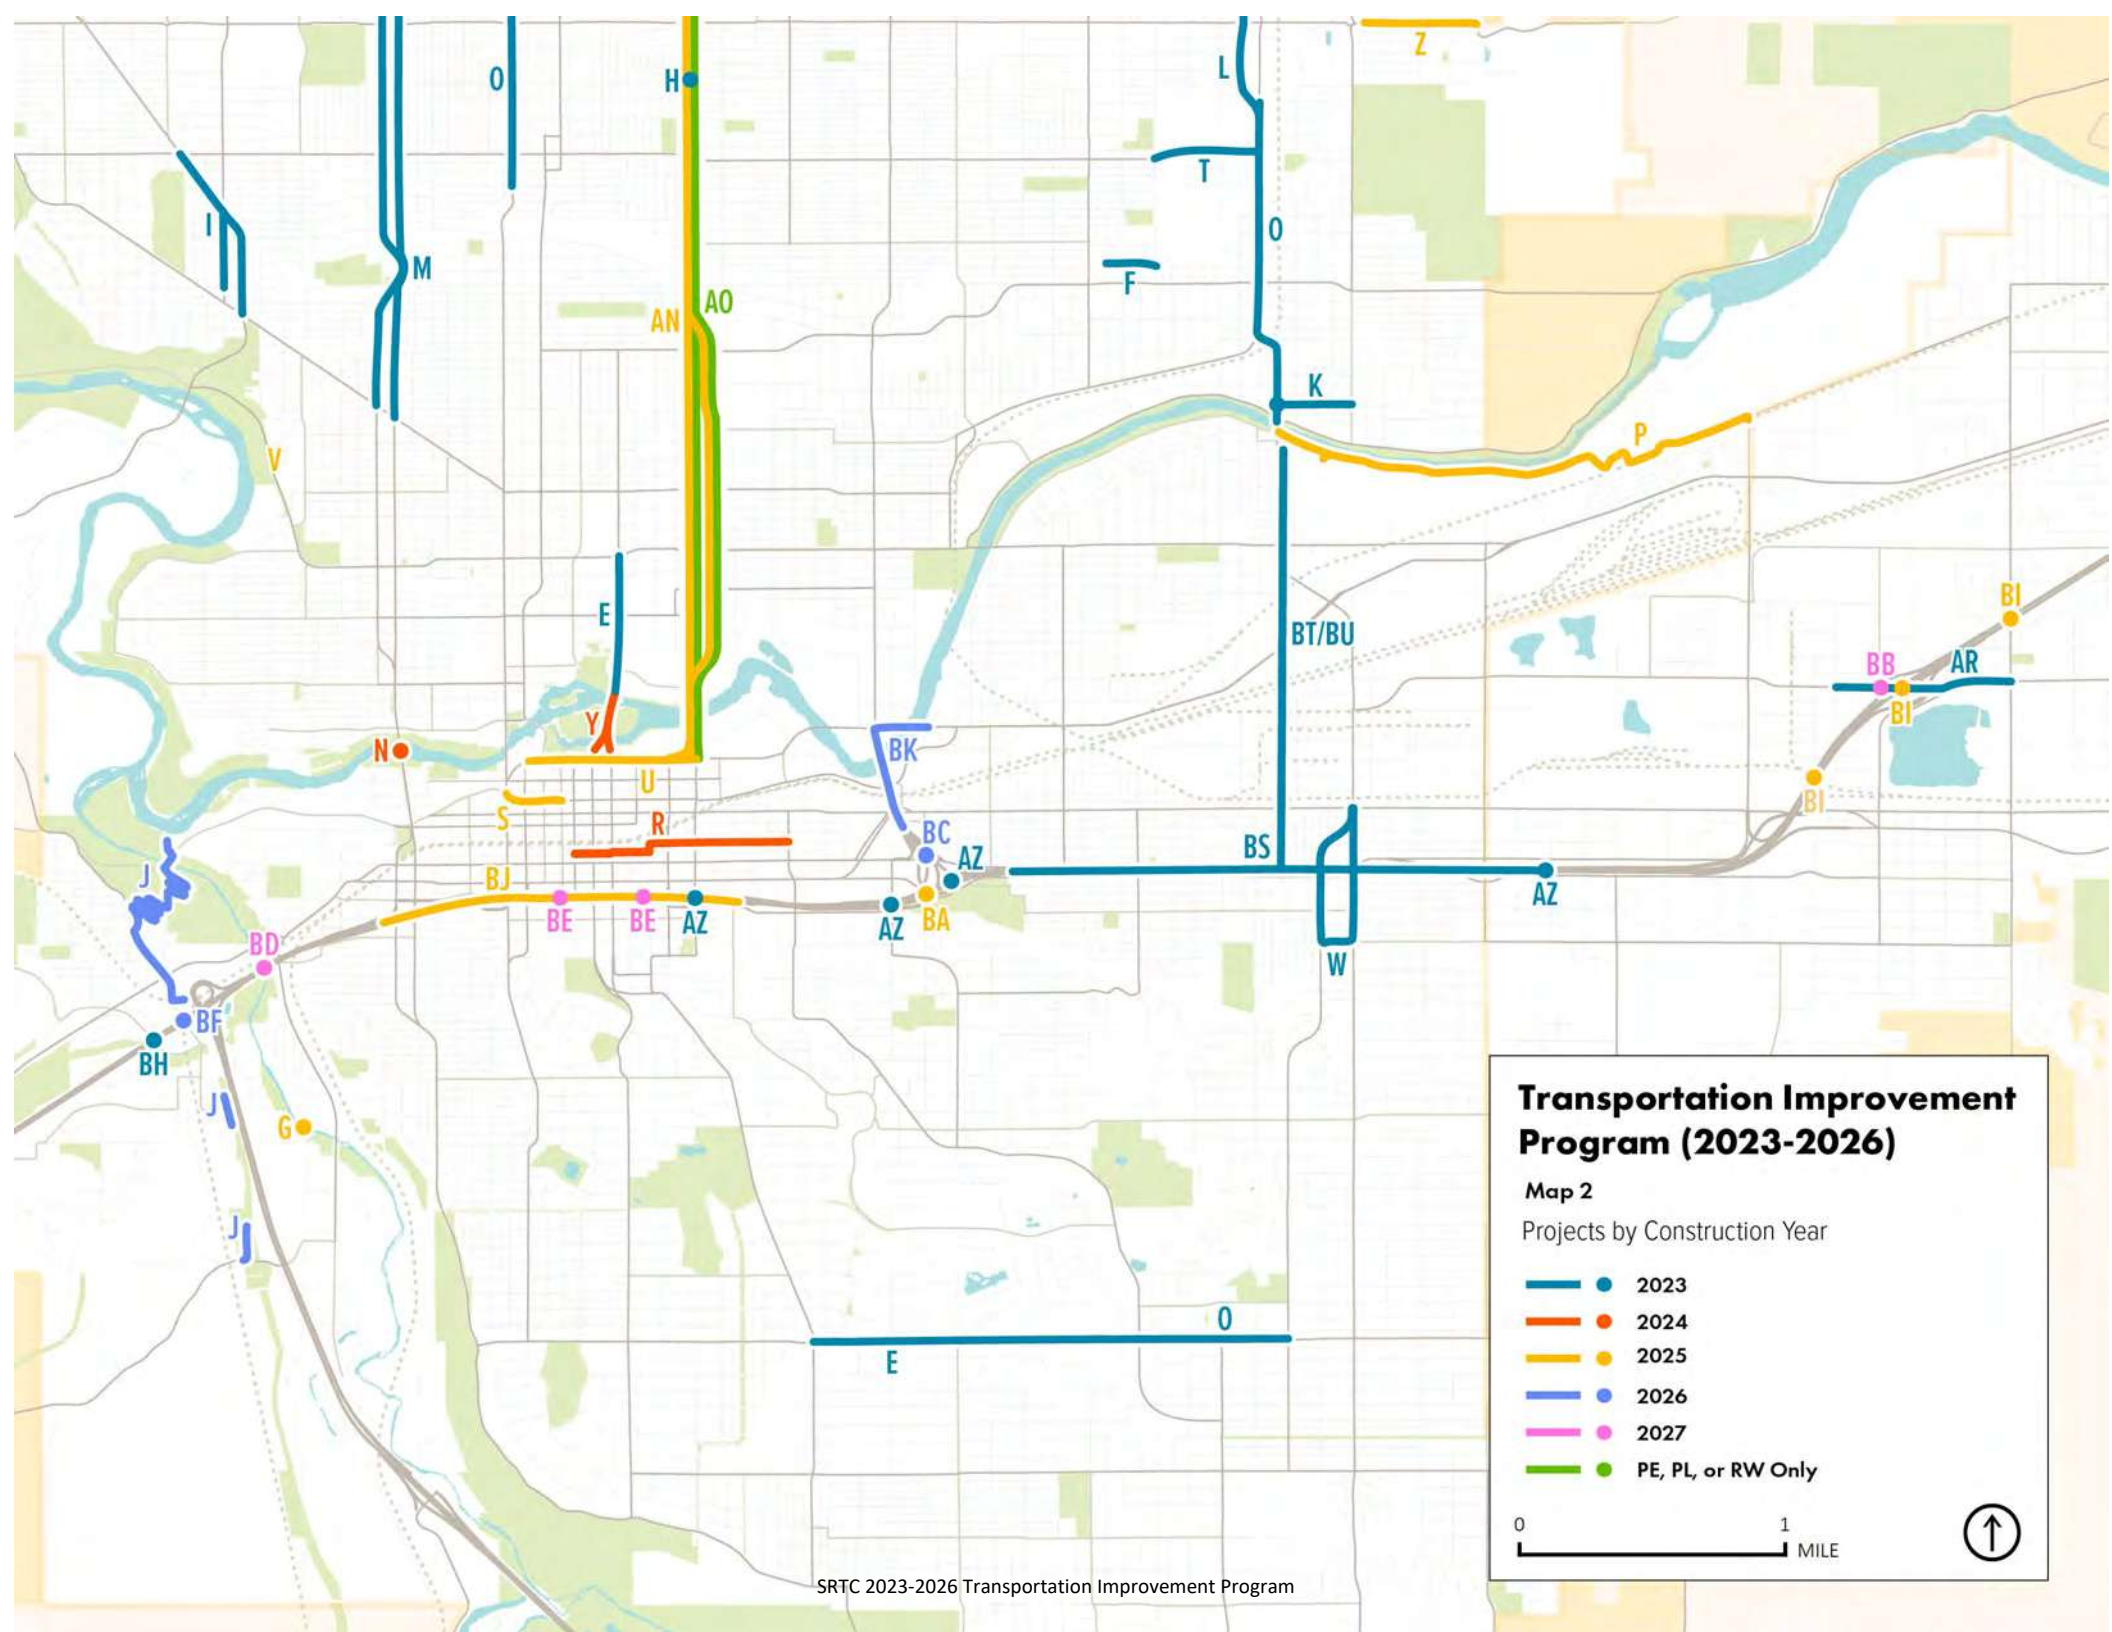 Z
O
H
L
T
I
O
M
F
AO
AN
K
P
V
BI
E
BT/BU
BB
AR
BI
Y
N
BK
U
BI
S
R
BC
BS
AZ
J
BJ
BE
BE
AZ
AZ
BA
AZ
BD
W
BF
BH
J
G
J
O
E
Transportation Improvement
Program (2023-2026)
Map 2
Projects by Construction Year
2023
2024
2025
2026
2027
PE, PL, or RW Only
0
1
MILE
SRTC 2023-2026 Transportation Improvement Program